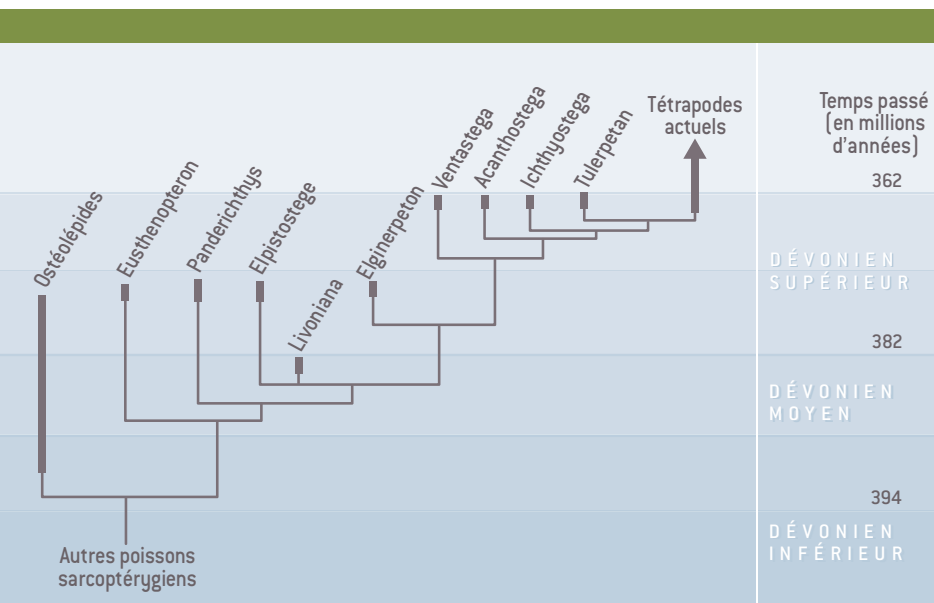 Ostéolépides
Eusthenopteron
Panderichthys
Elpistostege
Livoniana
Elginerpeton
Ventastega
Acanthostega
Ichthyostega
Tulerpetan
Tétrapodes
actuels
Temps passé
(en millions
d'années)
362
DÉVONIEN
SUPÉRIEUR
382
DÉVONIEN
MOYEN
394
DÉVONIEN
INFÉRIEUR
Autres poissons
sarcoptérygiens